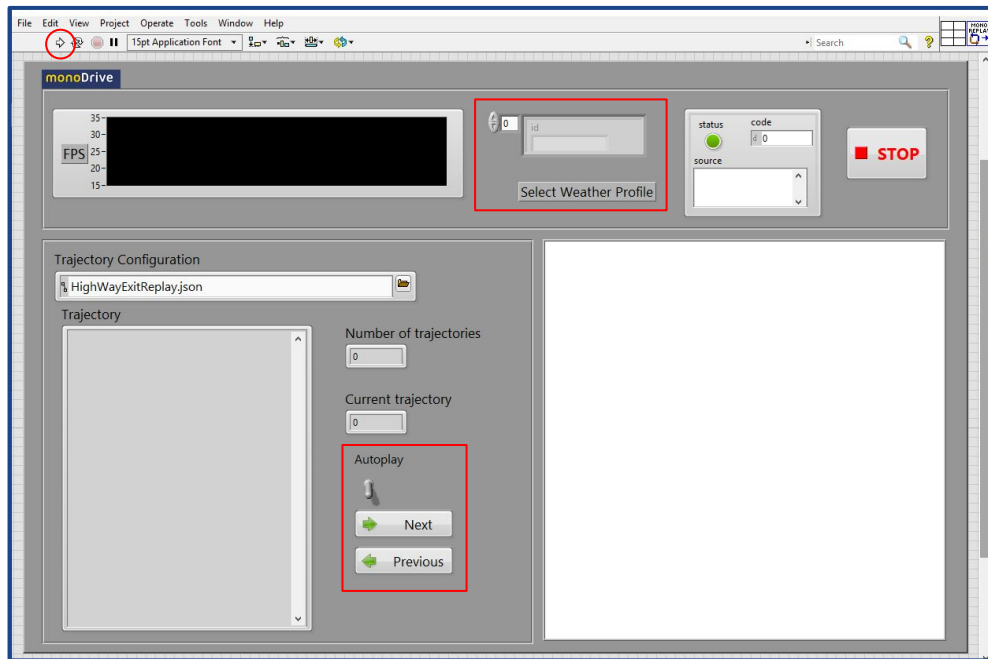 File Edit View Project Operate Tools Window Help
15pt Application Font
Search
?
MONO
REPLAY
monoDrive
35
30
25
20
15
FPS
0
id
Select Weather Profile
status
code
d 0
source
STOP
Trajectory Configuration
HighWayExitReplay.json
Trajectory
Number of trajectories
0
Current trajectory
0
Autoplay
Next
Previous